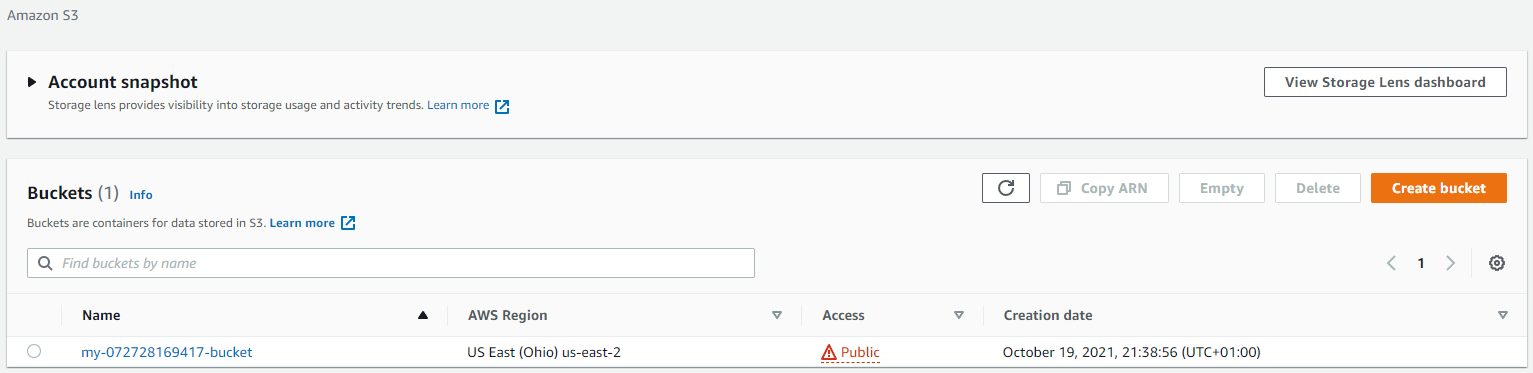 Amazon S3
Account snapshot
View Storage Lens dashboard
Storage lens provides visibility into storage usage and activity trends. Learn more
Buckets (1) Info
Copy ARN
Empty
Delete
Create bucket
Buckets are containers for data stored in S3. Learn more
Find buckets by name
1
Name AWS Region Access Creation date
my-072728169417-bucket US East (Ohio) us-east-2 Public October 19, 2021, 21:38:56 (UTC+01:00)